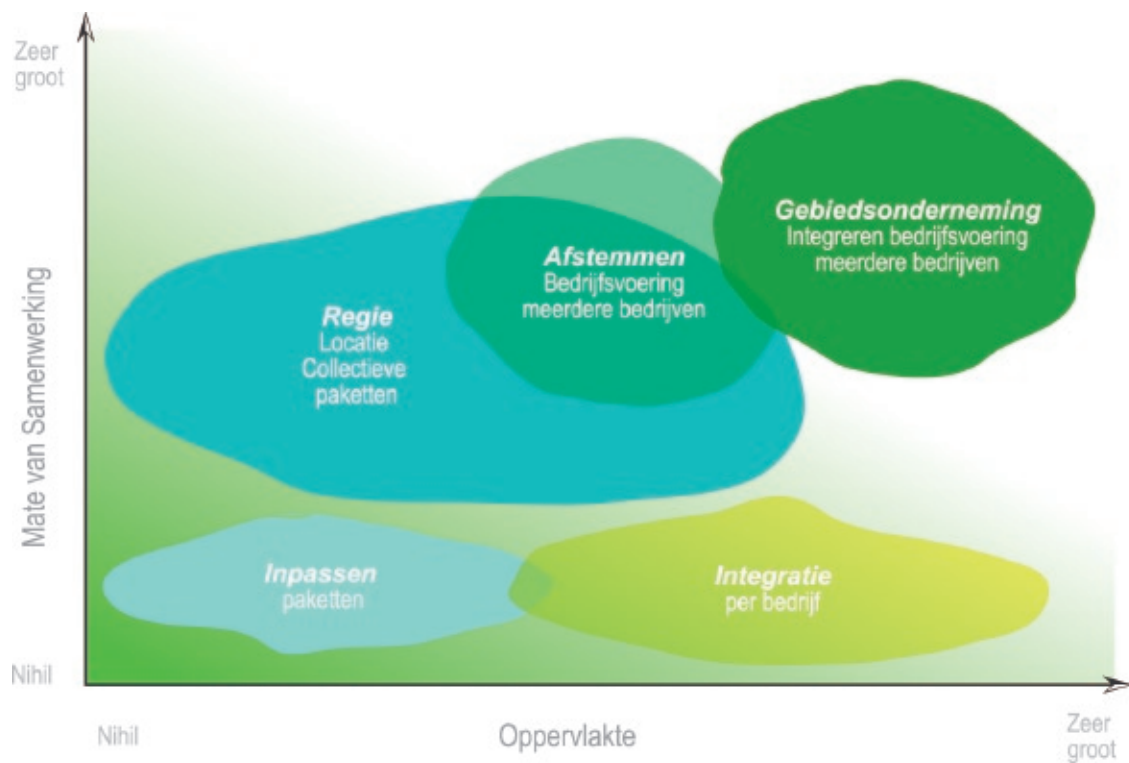 Zeer
groot
Mate van Samenwerking
Gebiedsonderneming
Integreren bedrijfsvoering
meerdere bedrijven
Afstemmen
Bedrijfsvoering
meerdere bedrijven
Regie
Locatie
Collectieve
paketten
Inpassen
paketten
Integratie
per bedrijf
Nihil
Nihil
Oppervlakte
Zeer
groot